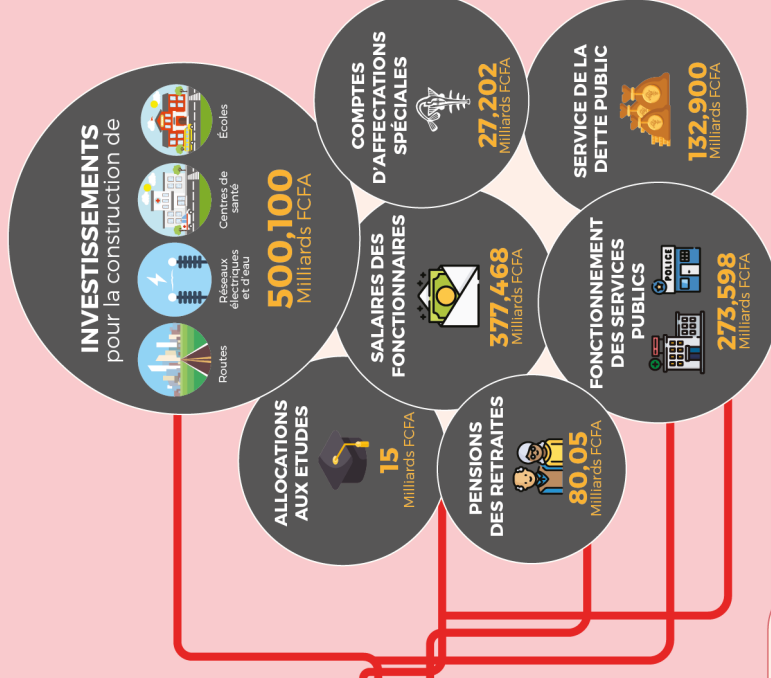 INVESTISSEMENTS
pour la construction de
Routes
Réseaux
électriques
et d'eau
Centres de
santé
Écoles
500,100
Milliards FCFA
ALLOCATIONS
AUX ETUDES
15
Milliards FCFA
SALAIRES DES
FONCTIONNAIRES
377,468
Milliards FCFA
COMPTES
D'AFFECTATIONS
SPÉCIALES
27,202
Milliards FCFA
PENSIONS
DES RETRAITES
80,05
Milliards FCFA
FONCTIONNEMENT
DES SERVICES
PUBLICS
POLICE
273,598
Milliards FCFA
SERVICE DE LA
DETTE PUBLIC
132,900
Milliards FCFA